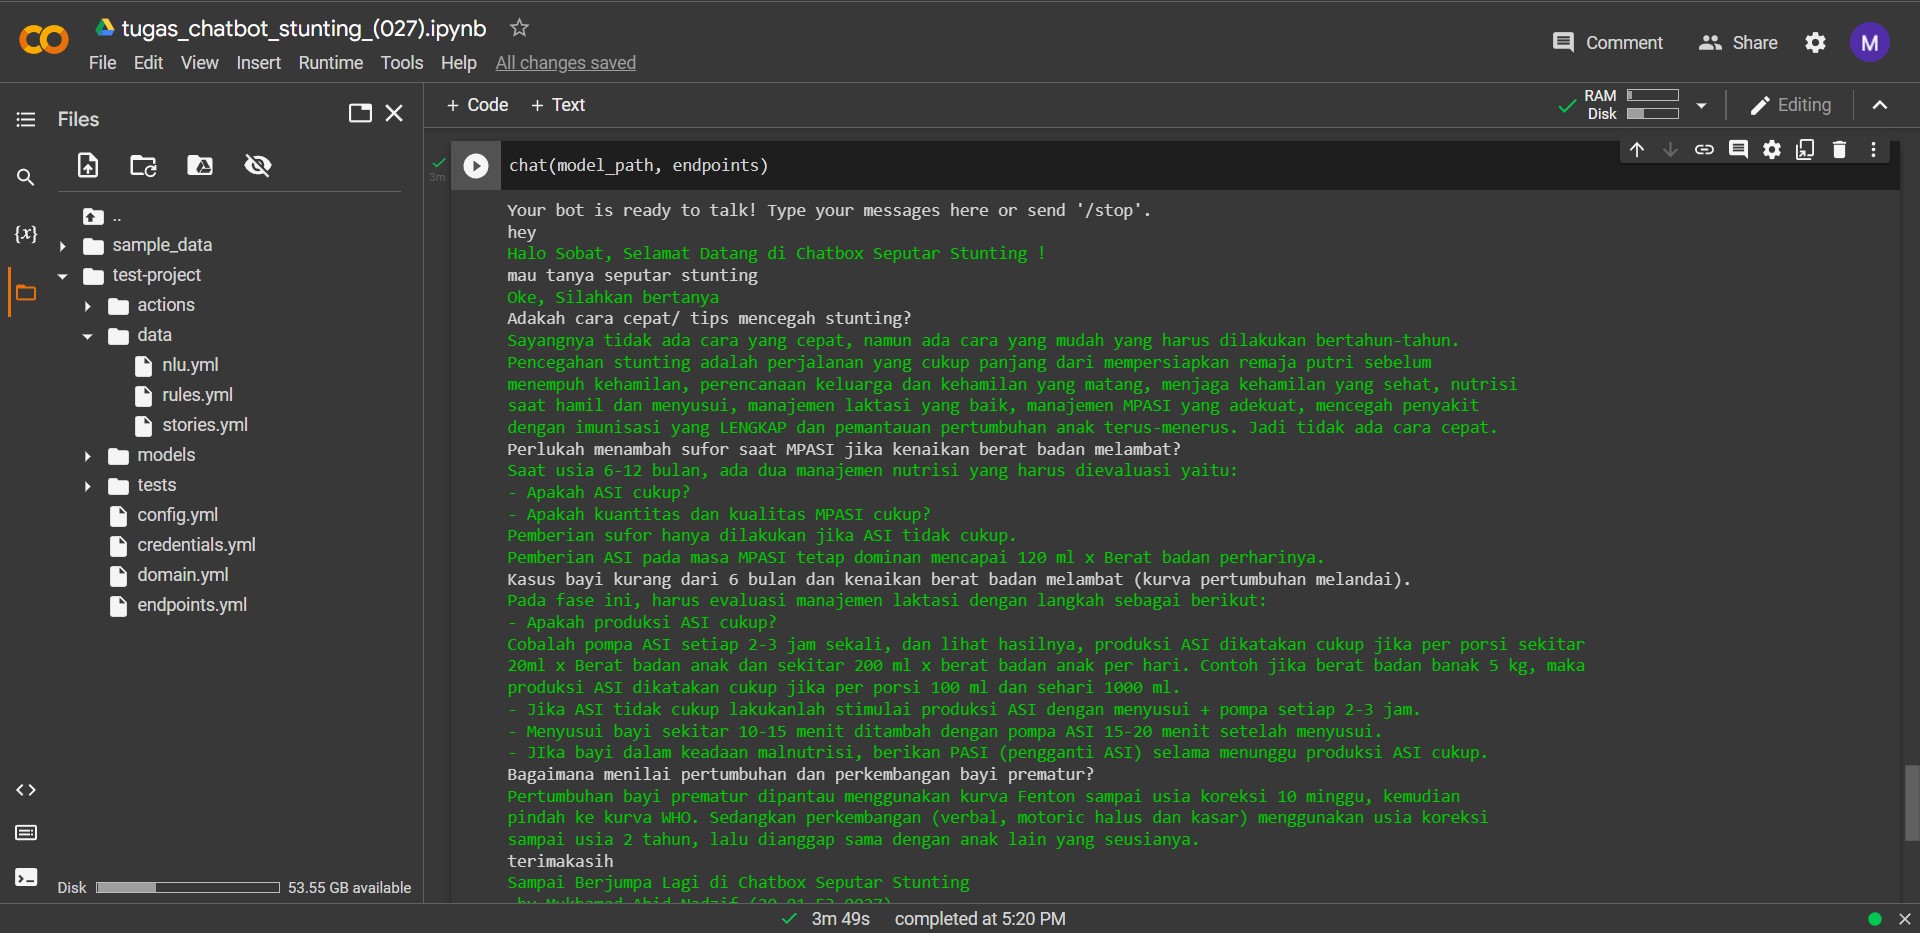 tugas_chatbot_stunting_(027).ipynb
File Edit View Insert Runtime Tools Help All changes saved
Comment Share M
Files
+ Code + Text
RAM
Disk
Editing
..
sample_data
test-project
actions
data
nlu.yml
rules.yml
stories.yml
models
tests
config.yml
credentials.yml
domain.yml
endpoints.yml
{x}
Disk 53.55 GB available
3m
chat(model_path, endpoints)
Your bot is ready to talk! Type your messages here or send '/stop'.
hey
Halo Sobat, Selamat Datang di Chatbox Seputar Stunting !
mau tanya seputar stunting
Oke, Silahkan bertanya
Adakah cara cepat/ tips mencegah stunting?
Sayangnya tidak ada cara yang cepat, namun ada cara yang mudah yang harus dilakukan bertahun-tahun.
Pencegahan stunting adalah perjalanan yang cukup panjang dari mempersiapkan remaja putri sebelum
menempuh kehamilan, perencanaan keluarga dan kehamilan yang matang, menjaga kehamilan yang sehat, nutrisi
saat hamil dan menyusui, manajemen laktasi yang baik, manajemen MPASI yang adekuat, mencegah penyakit
dengan imunisasi yang LENGKAP dan pemantauan pertumbuhan anak terus-menerus. Jadi tidak ada cara cepat.
Perlukah menambah sufor saat MPASI jika kenaikan berat badan melambat?
Saat usia 6-12 bulan, ada dua manajemen nutrisi yang harus dievaluasi yaitu:
- Apakah ASI cukup?
- Apakah kuantitas dan kualitas MPASI cukup?
Pemberian sufor hanya dilakukan jika ASI tidak cukup.
Pemberian ASI pada masa MPASI tetap dominan mencapai 120 ml x Berat badan perharinya.
Kasus bayi kurang dari 6 bulan dan kenaikan berat badan melambat (kurva pertumbuhan melandai).
Pada fase ini, harus evaluasi manajemen laktasi dengan langkah sebagai berikut:
- Apakah produksi ASI cukup?
Cobalah pompa ASI setiap 2-3 jam sekali, dan lihat hasilnya, produksi ASI dikatakan cukup jika per porsi sekitar
20ml x Berat badan anak dan sekitar 200 ml x berat badan anak per hari. Contoh jika berat badan banak 5 kg, maka
produksi ASI dikatakan cukup jika per porsi 100 ml dan sehari 1000 ml.
- Jika ASI tidak cukup lakukanlah stimulai produksi ASI dengan menyusui + pompa setiap 2-3 jam.
- Menyusui bayi sekitar 10-15 menit ditambah dengan pompa ASI 15-20 menit setelah menyusui.
- JIka bayi dalam keadaan malnutrisi, berikan PASI (pengganti ASI) selama menunggu produksi ASI cukup.
Bagaimana menilai pertumbuhan dan perkembangan bayi prematur?
Pertumbuhan bayi prematur dipantau menggunakan kurva Fenton sampai usia koreksi 10 minggu, kemudian
pindah ke kurva WHO. Sedangkan perkembangan (verbal, motoric halus dan kasar) menggunakan usia koreksi
sampai usia 2 tahun, lalu dianggap sama dengan anak lain yang seusianya.
terimakasih
Sampai Berjumpa Lagi di Chatbox Seputar Stunting
3m 49s completed at 5:20 PM